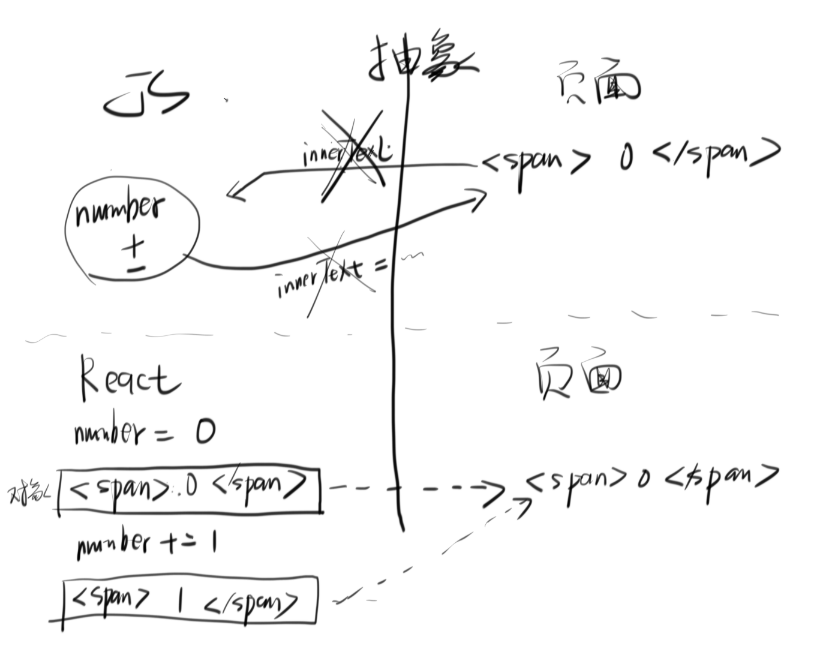 抽象
JS
页面
innerText
<span> 0 </span>
number
+
-
innerText = ~
React
页面
number = 0
对象
<span> 0 </span>
<span> 0 </span>
number += 1
<span> 1 </span>